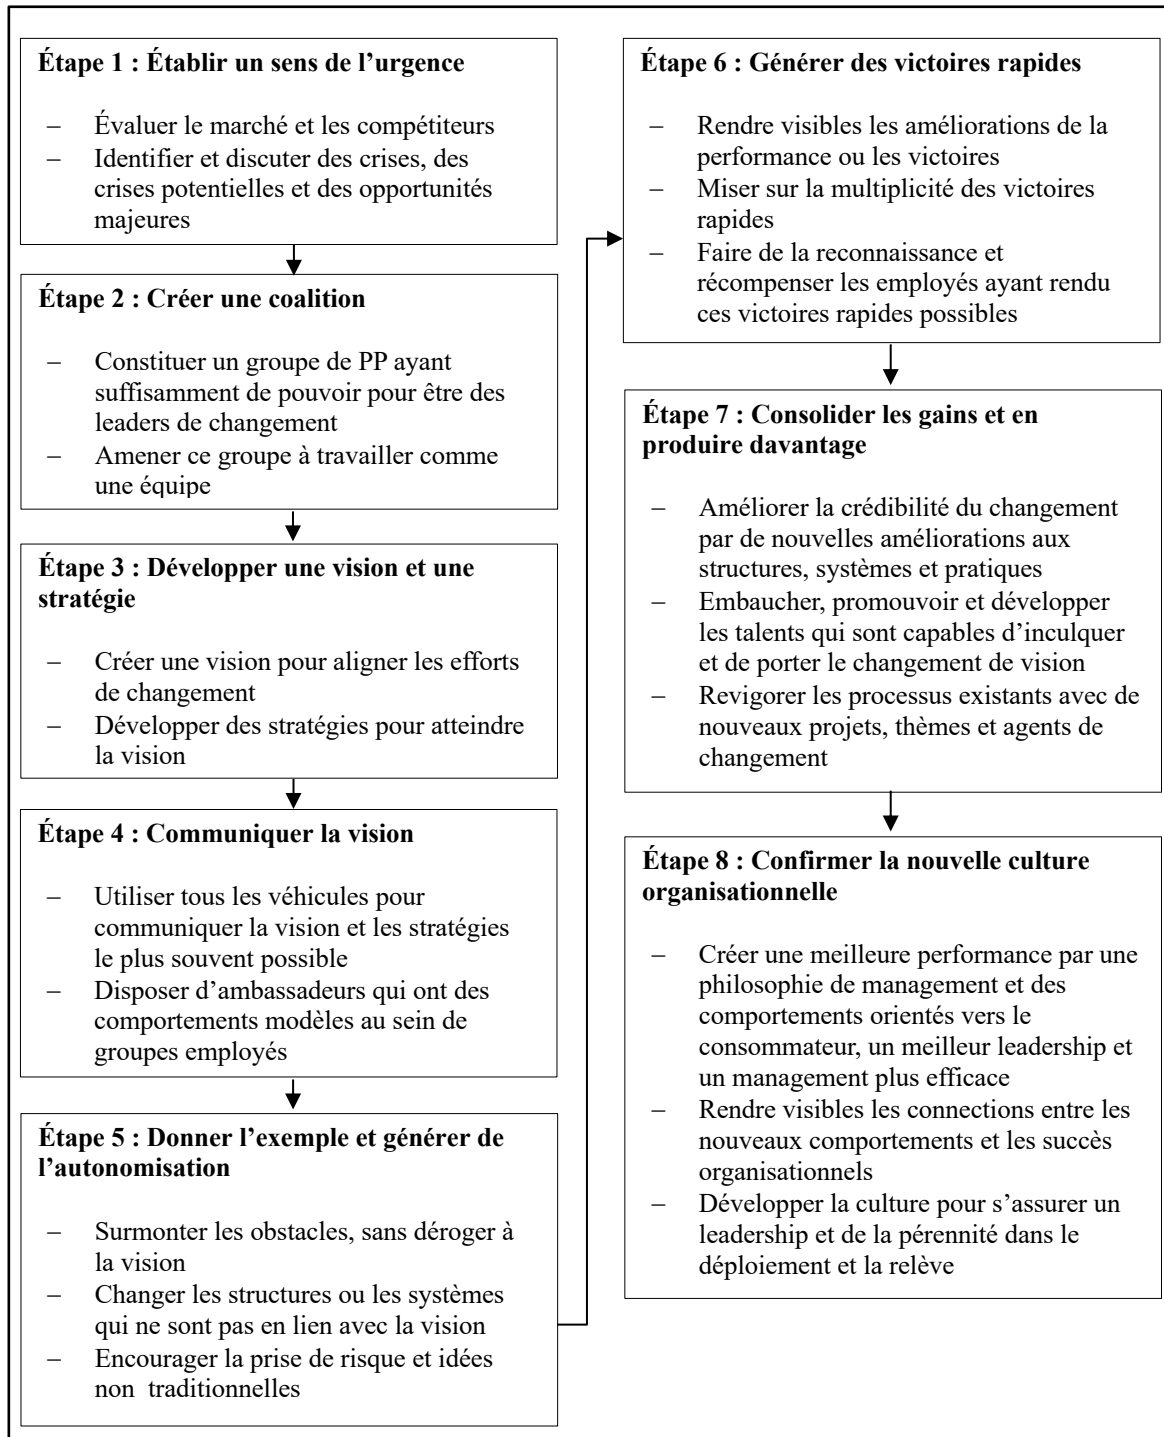 Étape 1 : Établir un sens de l’urgence
– Évaluer le marché et les compétiteurs
– Identifier et discuter des crises, des
crises potentielles et des opportunités
majeures
Étape 2 : Créer une coalition
– Constituer un groupe de PP ayant
suffisamment de pouvoir pour être des
leaders de changement
– Amener ce groupe à travailler comme
une équipe
Étape 3 : Développer une vision et une
stratégie
– Créer une vision pour aligner les efforts
de changement
– Développer des stratégies pour atteindre
la vision
Étape 4 : Communiquer la vision
– Utiliser tous les véhicules pour
communiquer la vision et les stratégies
le plus souvent possible
– Disposer d’ambassadeurs qui ont des
comportements modèles au sein de
groupes employés
Étape 5 : Donner l’exemple et générer de
l’autonomisation
– Surmonter les obstacles, sans déroger à
la vision
– Changer les structures ou les systèmes
qui ne sont pas en lien avec la vision
– Encourager la prise de risque et idées
non  traditionnelles
Étape 6 : Générer des victoires rapides
– Rendre visibles les améliorations de la
performance ou les victoires
– Miser sur la multiplicité des victoires
rapides
– Faire de la reconnaissance et
récompenser les employés ayant rendu
ces victoires rapides possibles
Étape 7 : Consolider les gains et en
produire davantage
– Améliorer la crédibilité du changement
par de nouvelles améliorations aux
structures, systèmes et pratiques
– Embaucher, promouvoir et développer
les talents qui sont capables d’inculquer
et de porter le changement de vision
– Revigorer les processus existants avec de
nouveaux projets, thèmes et agents de
changement
Étape 8 : Confirmer la nouvelle culture
organisationnelle
– Créer une meilleure performance par une
philosophie de management et des
comportements orientés vers le
consommateur, un meilleur leadership et
un management plus efficace
– Rendre visibles les connections entre les
nouveaux comportements et les succès
organisationnels
– Développer la culture pour s’assurer un
leadership et de la pérennité dans le
déploiement et la relève